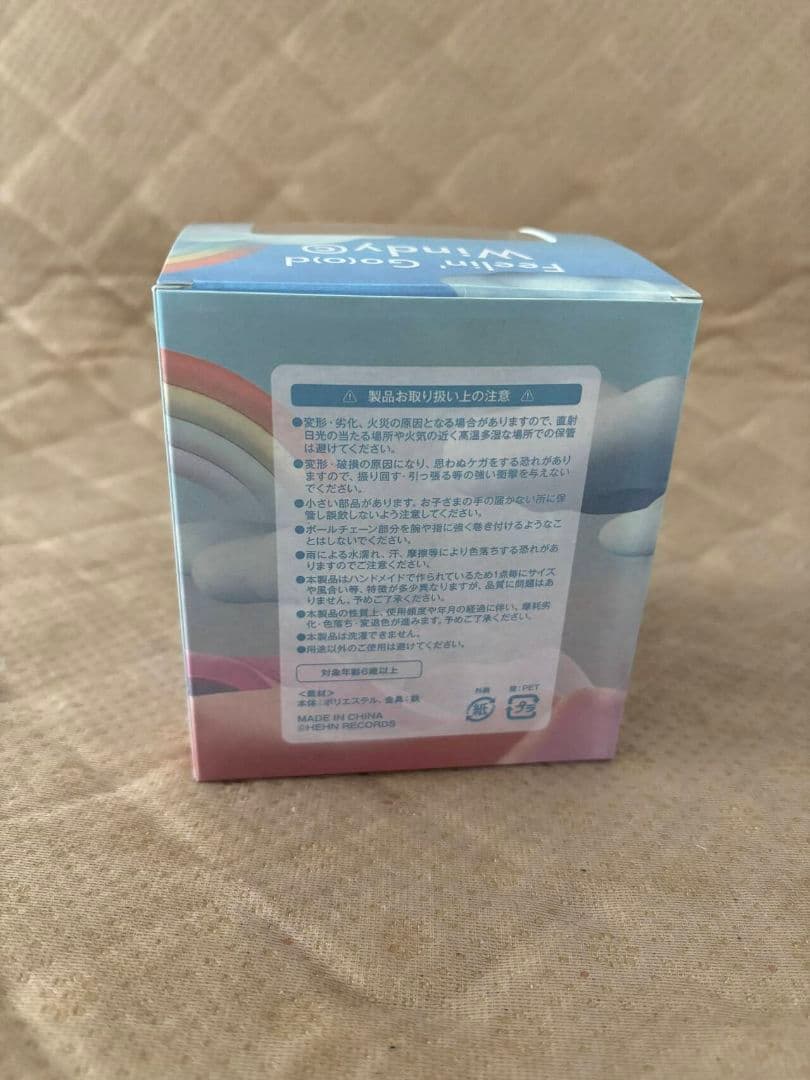 Feelin' Go(o)d
Windy
⚠ 製品お取り扱い上の注意 ⚠
●変形・劣化、火災の原因となる場合がありますので、直射
日光の当たる場所や火気の近く高温多湿な場所での保管
は避けてください。
●変形・破損の原因になり、思わぬケガをする恐れがあり
ますので、振り回す・引っ張る等の強い衝撃を与えない
でください。
●小さい部品があります。お子さまの手の届かない所に保
管し誤飲しないよう注意してください。
●ボールチェーン部分を腕や指に強く巻き付けるようなこ
とはしないでください。
●雨による水濡れ、汗、摩擦等により色落ちする恐れがあ
りますのでご注意ください。
●本製品はハンドメイドで作られているため1点毎にサイズ
や風合い等、特徴が多少異なりますが、品質に問題はあ
りません。予めご了承ください。
●本製品の性質上、使用頻度や年月の経過に伴い、摩耗劣
化・色落ち・変退色が進みます。予めご了承ください。
●本製品は洗濯できません。
●用途以外のご使用は避けてください。
対象年齢6歳以上
<素材>
本体:ポリエステル、金具:鉄
MADE IN CHINA
©HEHN RECORDS
外装
紙
窓:PET
プラ